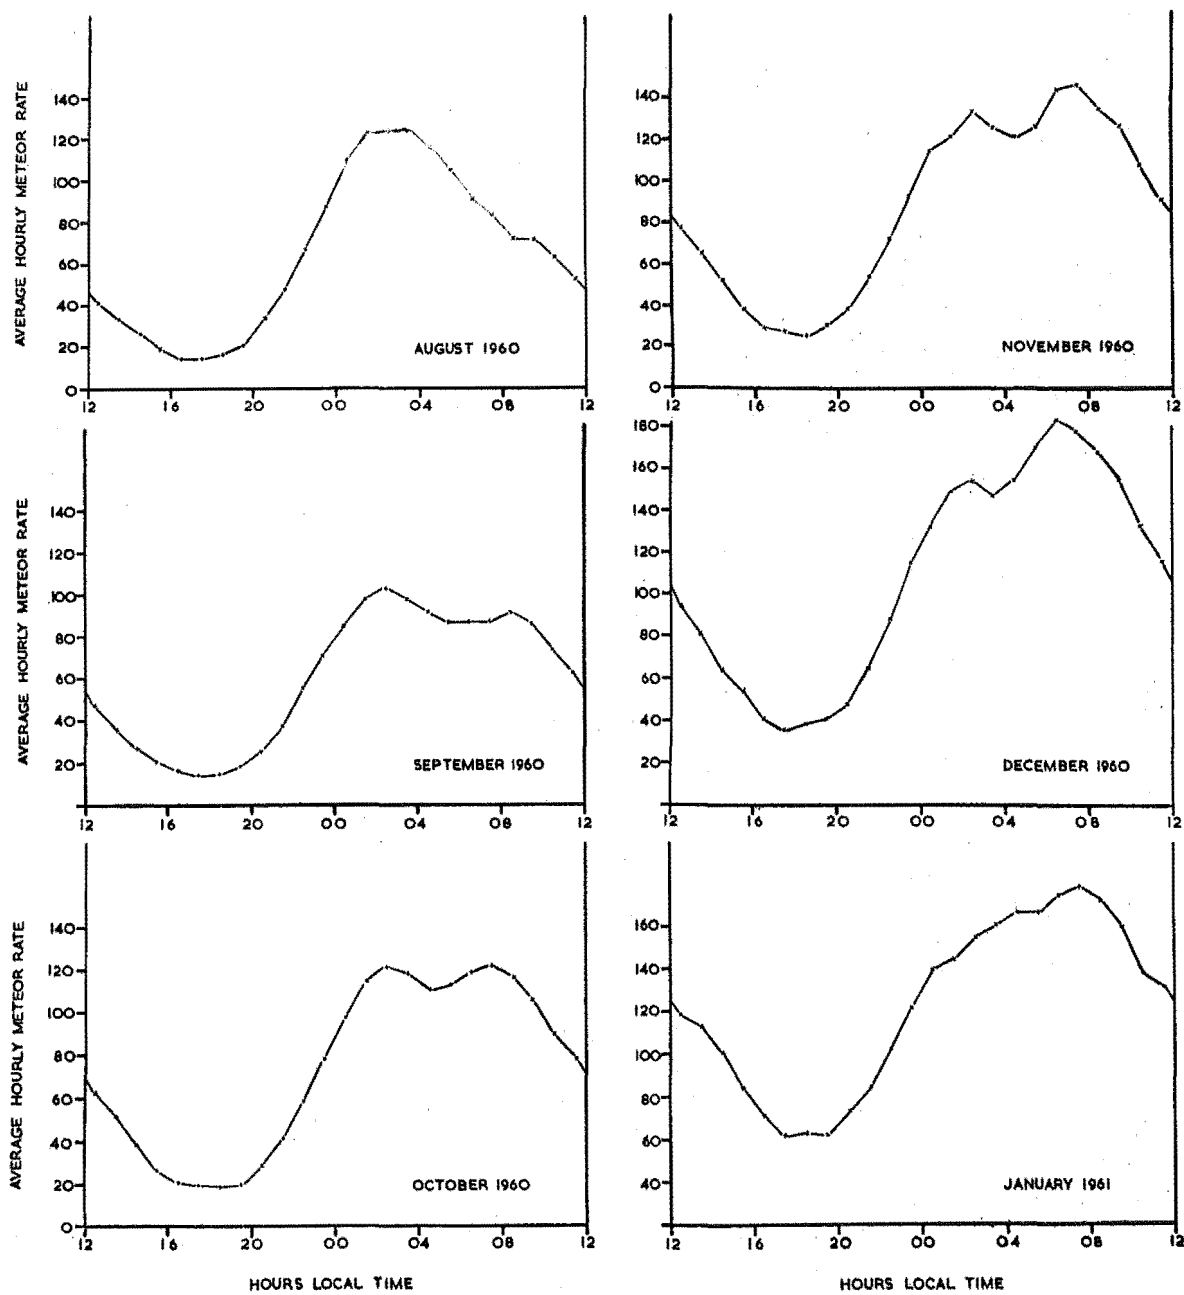 AVERAGE HOURLY METEOR RATE
140
120
100
80
60
40
20
0
12 16 20 00 04 08 12
AUGUST 1960
AVERAGE HOURLY METEOR RATE
140
120
100
80
60
40
20
12 16 20 00 04 08 12
SEPTEMBER 1960
AVERAGE HOURLY METEOR RATE
140
120
100
80
60
40
20
0
12 16 20 00 04 08 12
OCTOBER 1960
HOURS LOCAL TIME
140
120
100
80
60
40
20
0
12 16 20 00 04 08 12
NOVEMBER 1960
180
160
140
120
100
80
60
40
20
12 16 20 00 04 08 12
DECEMBER 1960
160
140
120
100
80
60
40
12 16 20 00 04 08 12
JANUARY 1961
HOURS LOCAL TIME